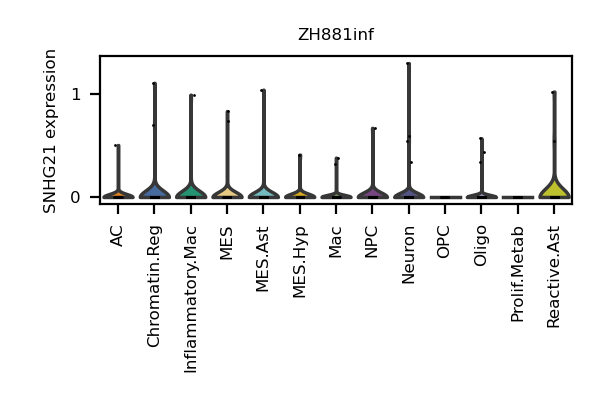 ZH881inf
SNHG21 expression
1
0
AC
Chromatin.Reg
Inflammatory.Mac
MES
MES.Ast
MES.Hyp
Mac
NPC
Neuron
OPC
Oligo
Prolif.Metab
Reactive.Ast